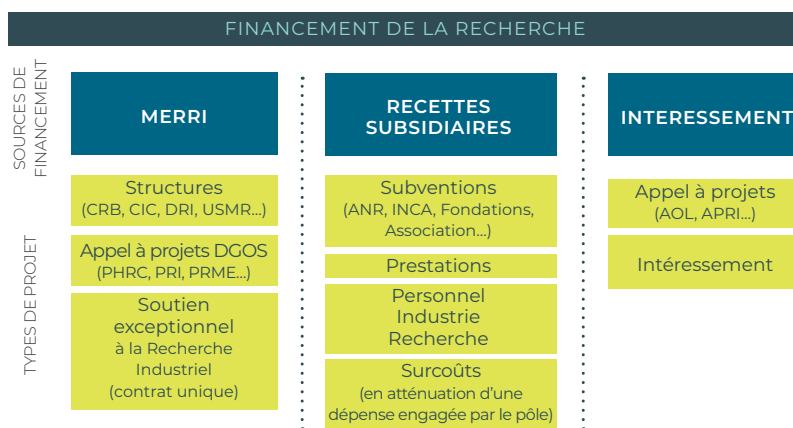 FINANCEMENT DE LA RECHERCHE
SOURCES DE
FINANCEMENT
MERRI
RECETTES
SUBSIDIAIRES
INTERESSEMENT
TYPES DE PROJET
Structures
(CRB, CIC, DRI, USMR...)
Appel à projets DGOS
(PHRC, PRI, PRME...)
Soutien
exceptionnel
à la Recherche
Industriel
(contrat unique)
Subventions
(ANR, INCA, Fondations,
Association...)
Prestations
Personnel
Industrie
Recherche
Surcoûts
(en atténuation d'une
dépense engagée par le pôle)
Appel à projets
(AOL, APRI...)
Intéressement